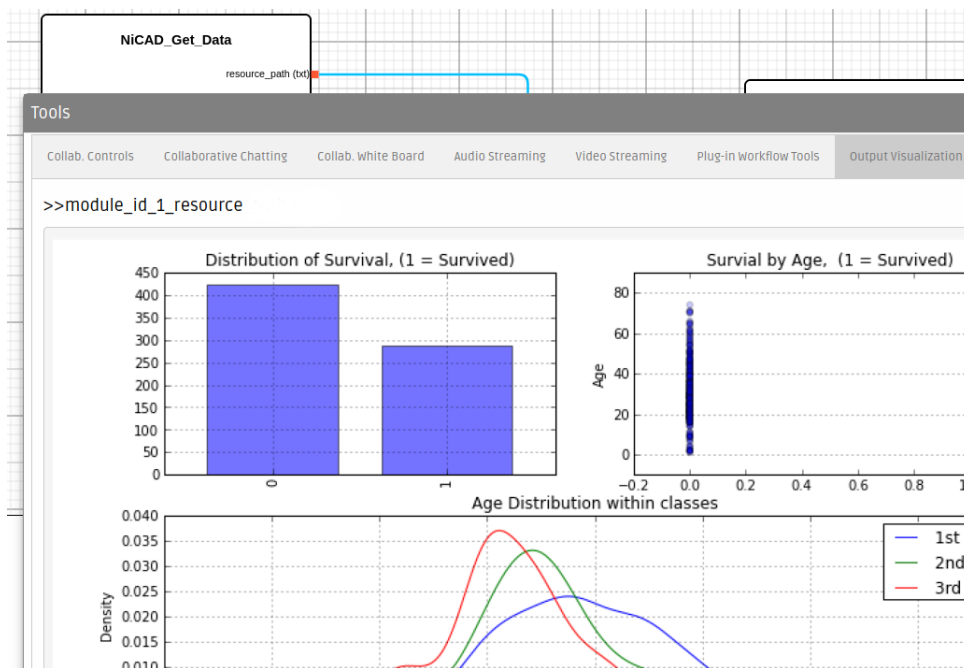 NiCAD_Get_Data
resource_path (txt)
Tools
Collab. Controls Collaborative Chatting Collab. White Board Audio Streaming Video Streaming Plug-in Workflow Tools Output Visualization
>>module_id_1_resource
Distribution of Survival, (1 = Survived)
450
400
350
300
250
200
150
100
50
0
0 1
Survial by Age, (1 = Survived)
Age
80
60
40
20
0
−0.2 0.0 0.2 0.4 0.6 0.8 1
Age Distribution within classes
Density
0.040
0.035
0.030
0.025
0.020
0.015
0.010
1st
2nd
3rd